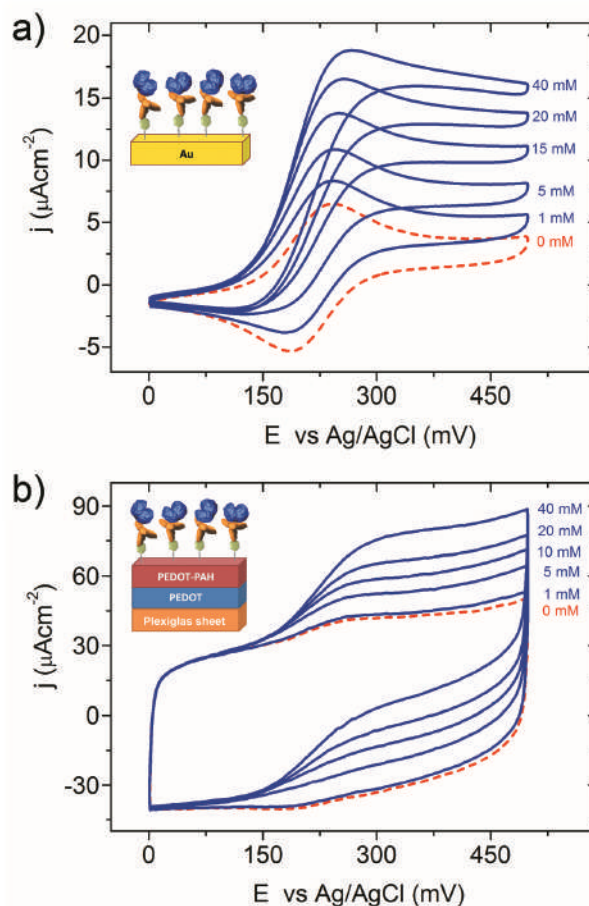 a)
j (μAcm⁻²)
20
15
10
5
0
-5
Au
40 mM
20 mM
15 mM
5 mM
1 mM
0 mM
0
150
300
450
E vs Ag/AgCl (mV)
b)
j (μAcm⁻²)
90
60
30
0
-30
PEDOT-PAH
PEDOT
Plexiglas sheet
40 mM
20 mM
10 mM
5 mM
1 mM
0 mM
0
150
300
450
E vs Ag/AgCl (mV)